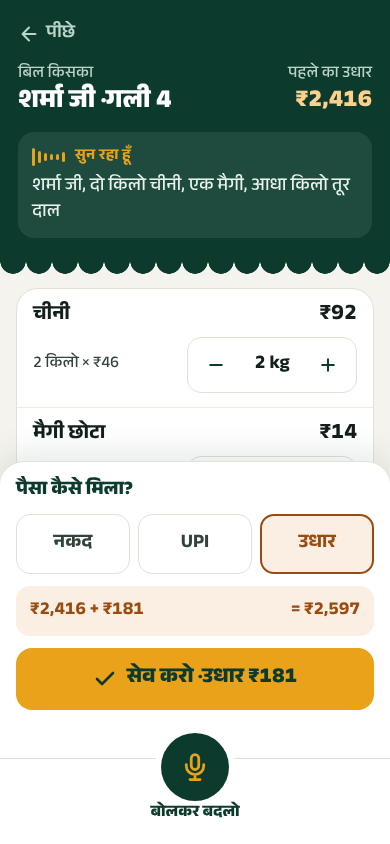 पीछे
बिल किसका
पहले का उधार
शर्मा जी ·गली 4
₹2,416
सुन रहा हूँ
शर्मा जी, दो किलो चीनी, एक मैगी, आधा किलो तूर
दाल
चीनी
₹92
2 किलो × ₹46
− 2 kg +
मैगी छोटा
₹14
पैसा कैसे मिला?
नकद
UPI
उधार
₹2,416 + ₹181
= ₹2,597
सेव करो ·उधार ₹181
बोलकर बदलो